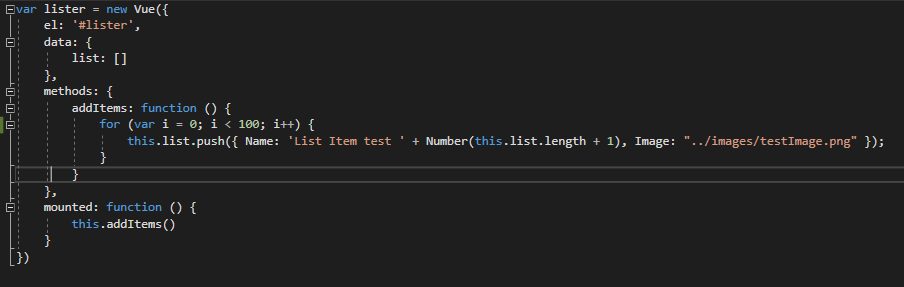 var lister = new Vue({
    el: '#lister',
    data: {
        list: []
    },
    methods: {
        addItems: function () {
            for (var i = 0; i < 100; i++) {
                this.list.push({ Name: 'List Item test ' + Number(this.list.length + 1), Image: "../images/testImage.png" });
            }
        }
    },
    mounted: function () {
        this.addItems()
    }
})